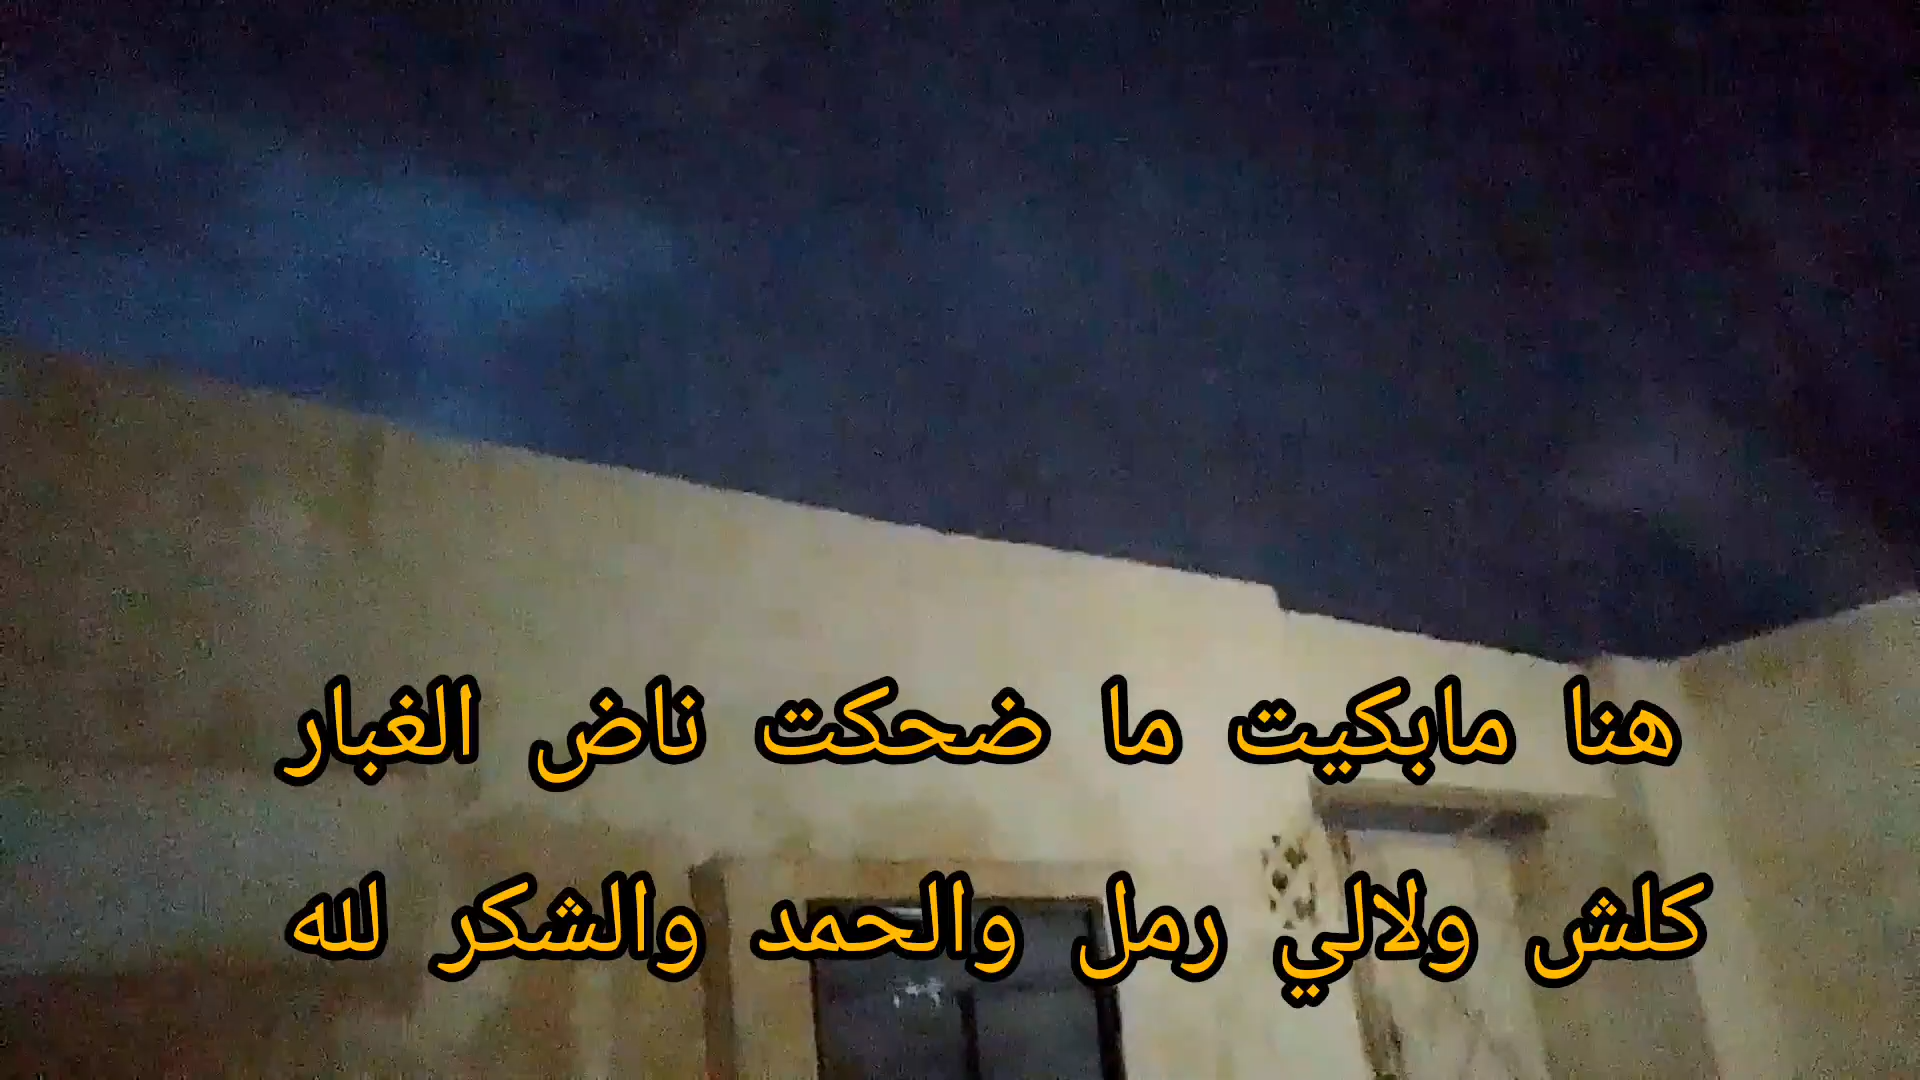 هنا مابكيت ما ضحكت ناض الغبار
كلش ولالي رمل والحمد والشكر لله